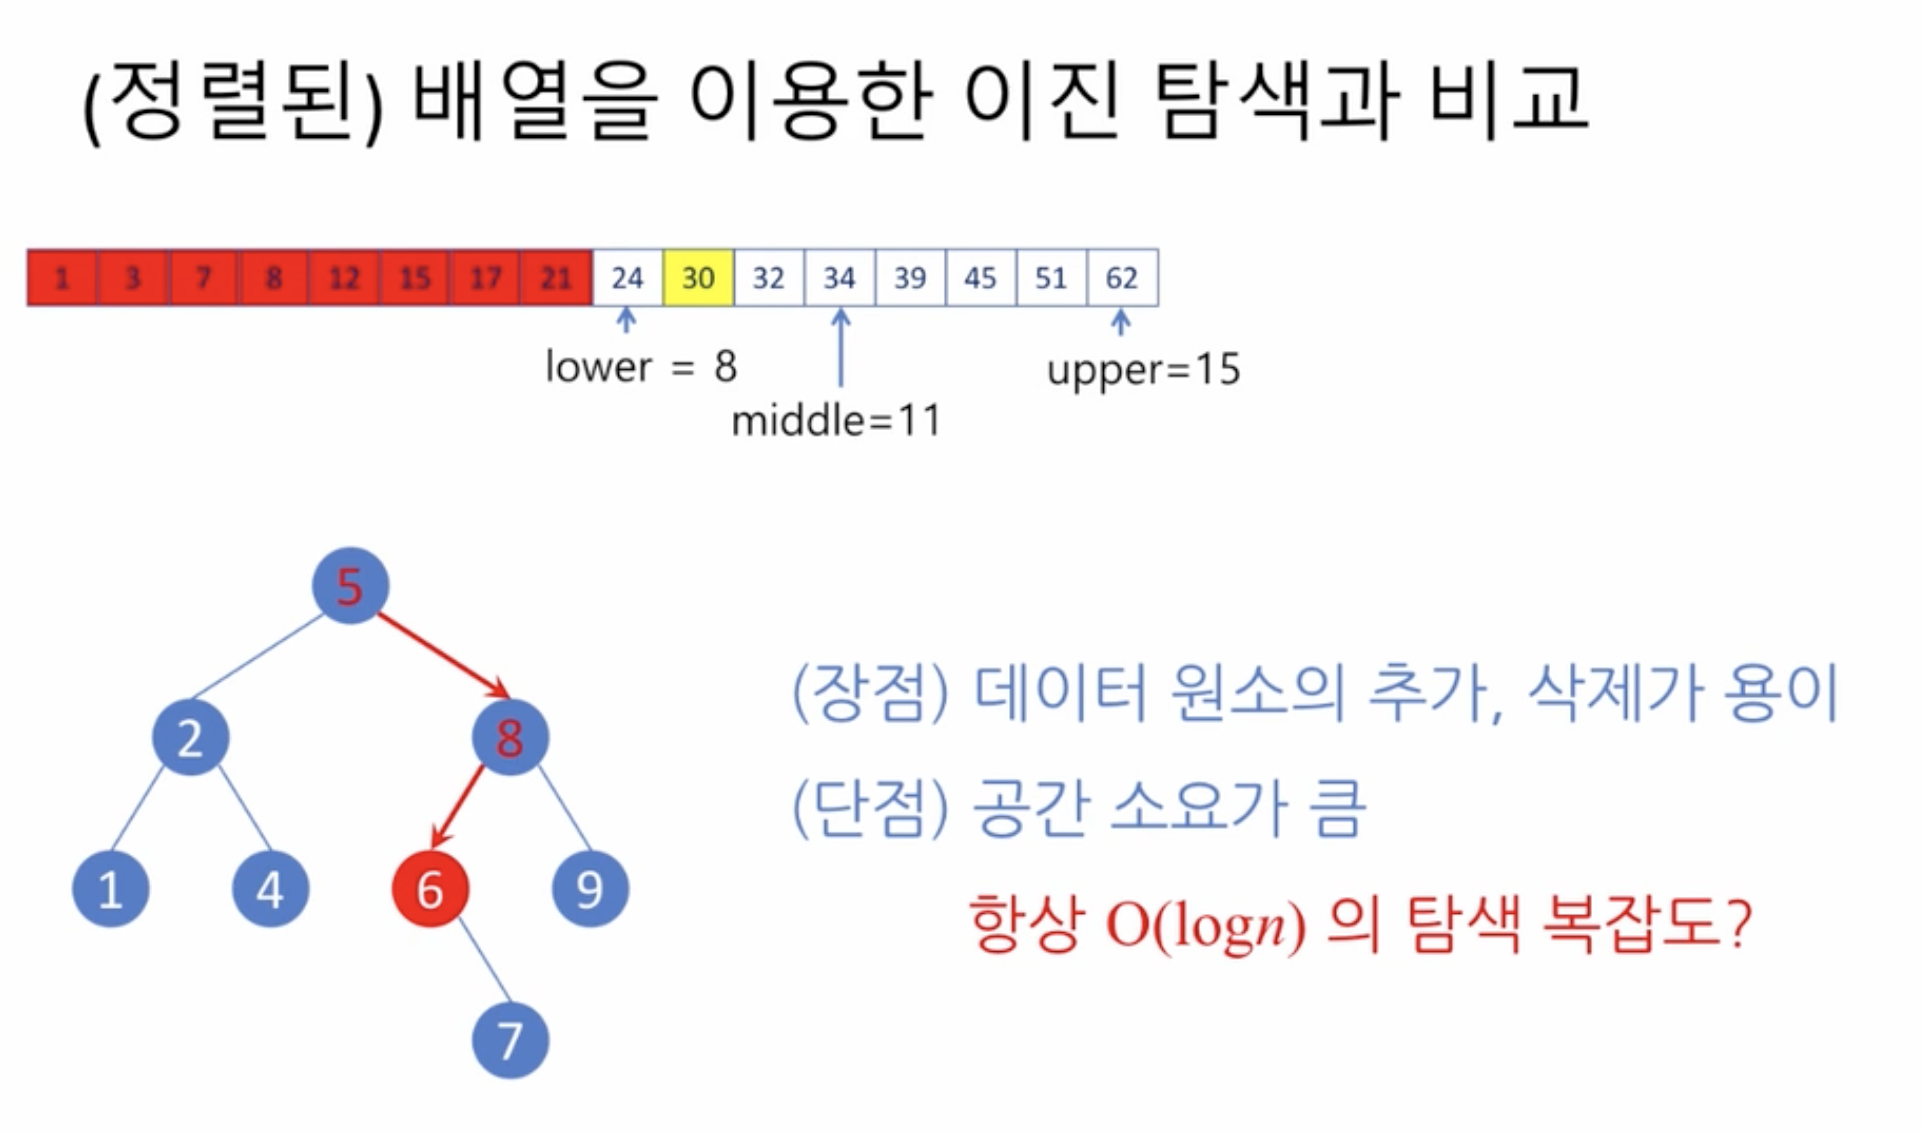 (정렬된) 배열을 이용한 이진 탐색과 비교
1 3 7 8 12 15 17 21 24 30 32 34 39 45 51 62
lower = 8
upper=15
middle=11
5
2 8
1 4 6 9
7
(장점) 데이터 원소의 추가, 삭제가 용이
(단점) 공간 소요가 큼
항상 O(logn) 의 탐색 복잡도?